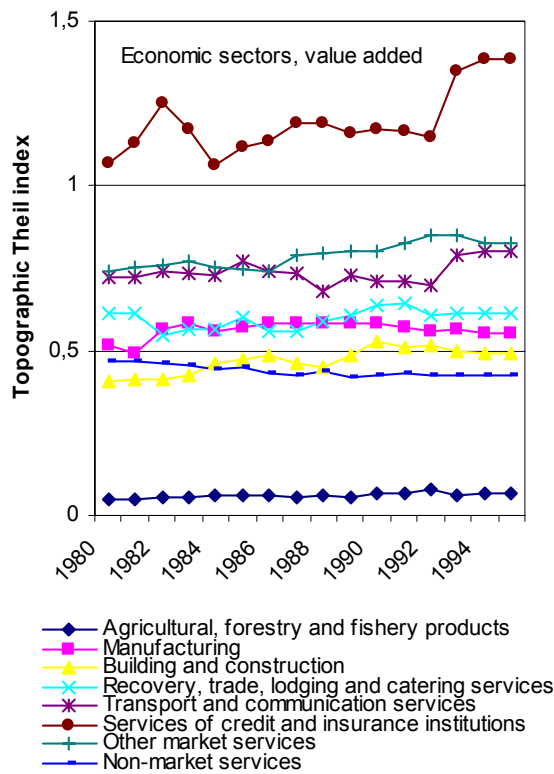 1,5
Economic sectors, value added
1
0,5
0
Topographic Theil index
1980
1982
1984
1986
1988
1990
1992
1994
Agricultural, forestry and fishery products
Manufacturing
Building and construction
Recovery, trade, lodging and catering services
Transport and communication services
Services of credit and insurance institutions
Other market services
Non-market services